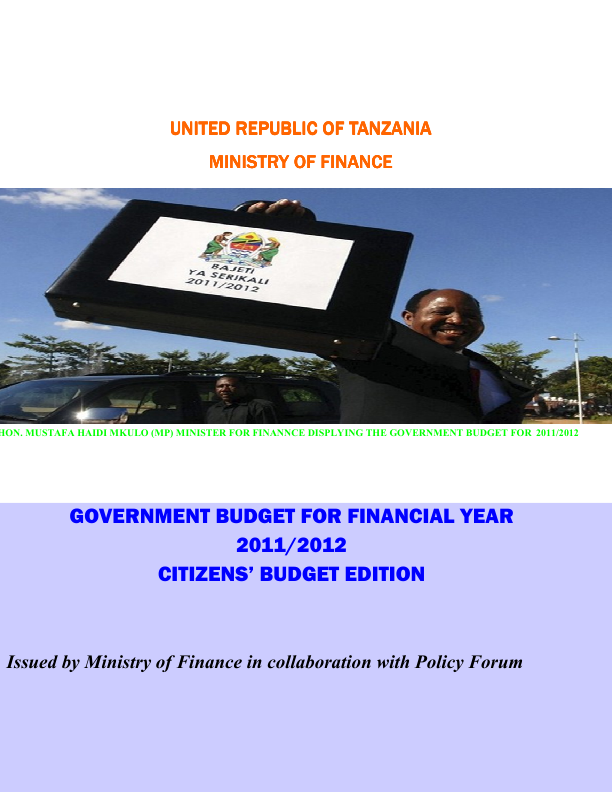 UNITED REPUBLIC OF TANZANIA
MINISTRY OF FINANCE
BAJETI
YA SERIKALI
2011/2012
HON. MUSTAFA HAIDI MKULO (MP) MINISTER FOR FINANNCE DISPLYING THE GOVERNMENT BUDGET FOR 2011/2012
GOVERNMENT BUDGET FOR FINANCIAL YEAR
2011/2012
CITIZENS’ BUDGET EDITION
Issued by Ministry of Finance in collaboration with Policy Forum